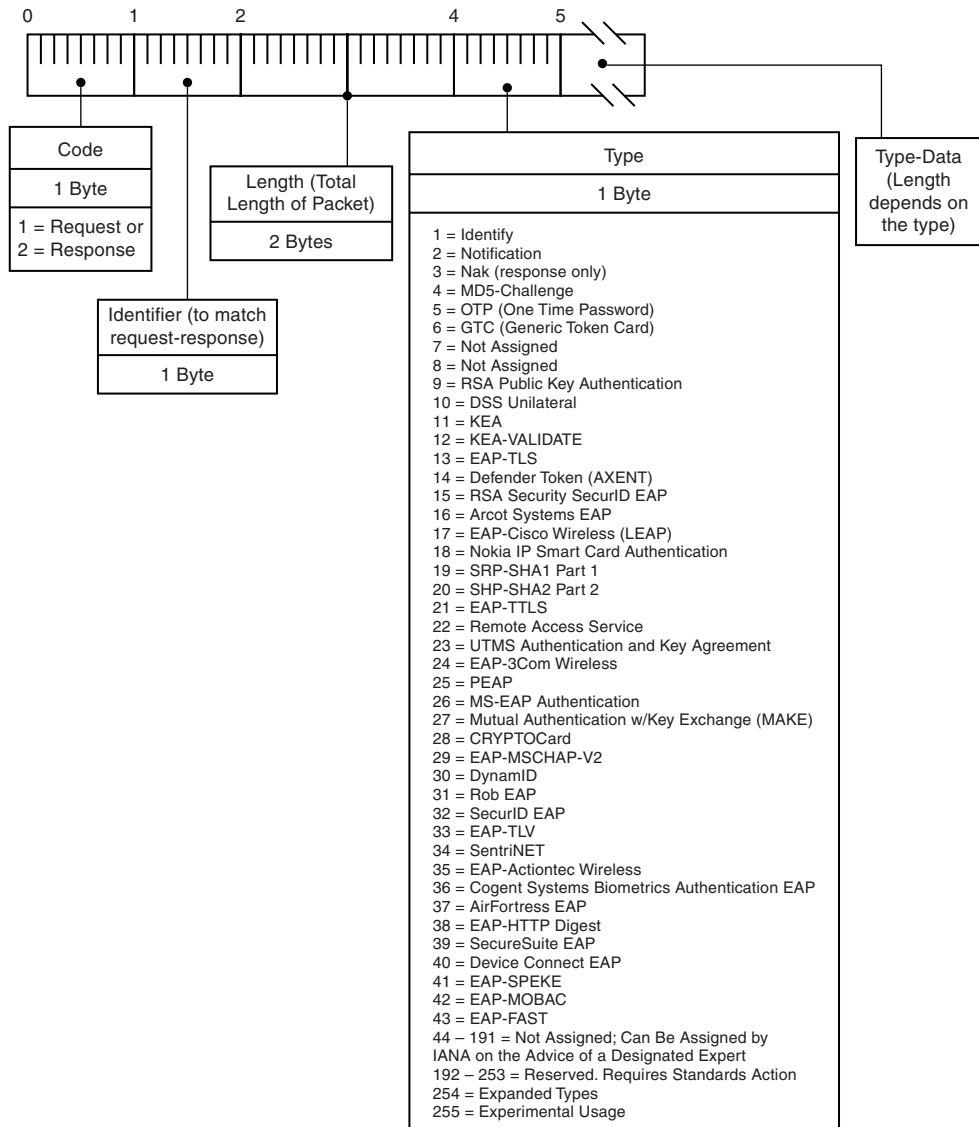 0 1 2 4 5
Code
1 Byte
1 = Request or
2 = Response
Identifier (to match
request-response)
1 Byte
Length (Total
Length of Packet)
2 Bytes
Type
1 Byte
1 = Identify
2 = Notification
3 = Nak (response only)
4 = MD5-Challenge
5 = OTP (One Time Password)
6 = GTC (Generic Token Card)
7 = Not Assigned
8 = Not Assigned
9 = RSA Public Key Authentication
10 = DSS Unilateral
11 = KEA
12 = KEA-VALIDATE
13 = EAP-TLS
14 = Defender Token (AXENT)
15 = RSA Security SecurID EAP
16 = Arcot Systems EAP
17 = EAP-Cisco Wireless (LEAP)
18 = Nokia IP Smart Card Authentication
19 = SRP-SHA1 Part 1
20 = SHP-SHA2 Part 2
21 = EAP-TTLS
22 = Remote Access Service
23 = UTMS Authentication and Key Agreement
24 = EAP-3Com Wireless
25 = PEAP
26 = MS-EAP Authentication
27 = Mutual Authentication w/Key Exchange (MAKE)
28 = CRYPTOCard
29 = EAP-MSCHAP-V2
30 = DynamID
31 = Rob EAP
32 = SecurID EAP
33 = EAP-TLV
34 = SentriNET
35 = EAP-Actiontec Wireless
36 = Cogent Systems Biometrics Authentication EAP
37 = AirFortress EAP
38 = EAP-HTTP Digest
39 = SecureSuite EAP
40 = Device Connect EAP
41 = EAP-SPEKE
42 = EAP-MOBAC
43 = EAP-FAST
44 – 191 = Not Assigned; Can Be Assigned by
IANA on the Advice of a Designated Expert
192 – 253 = Reserved. Requires Standards Action
254 = Expanded Types
255 = Experimental Usage
Type-Data
(Length
depends on
the type)